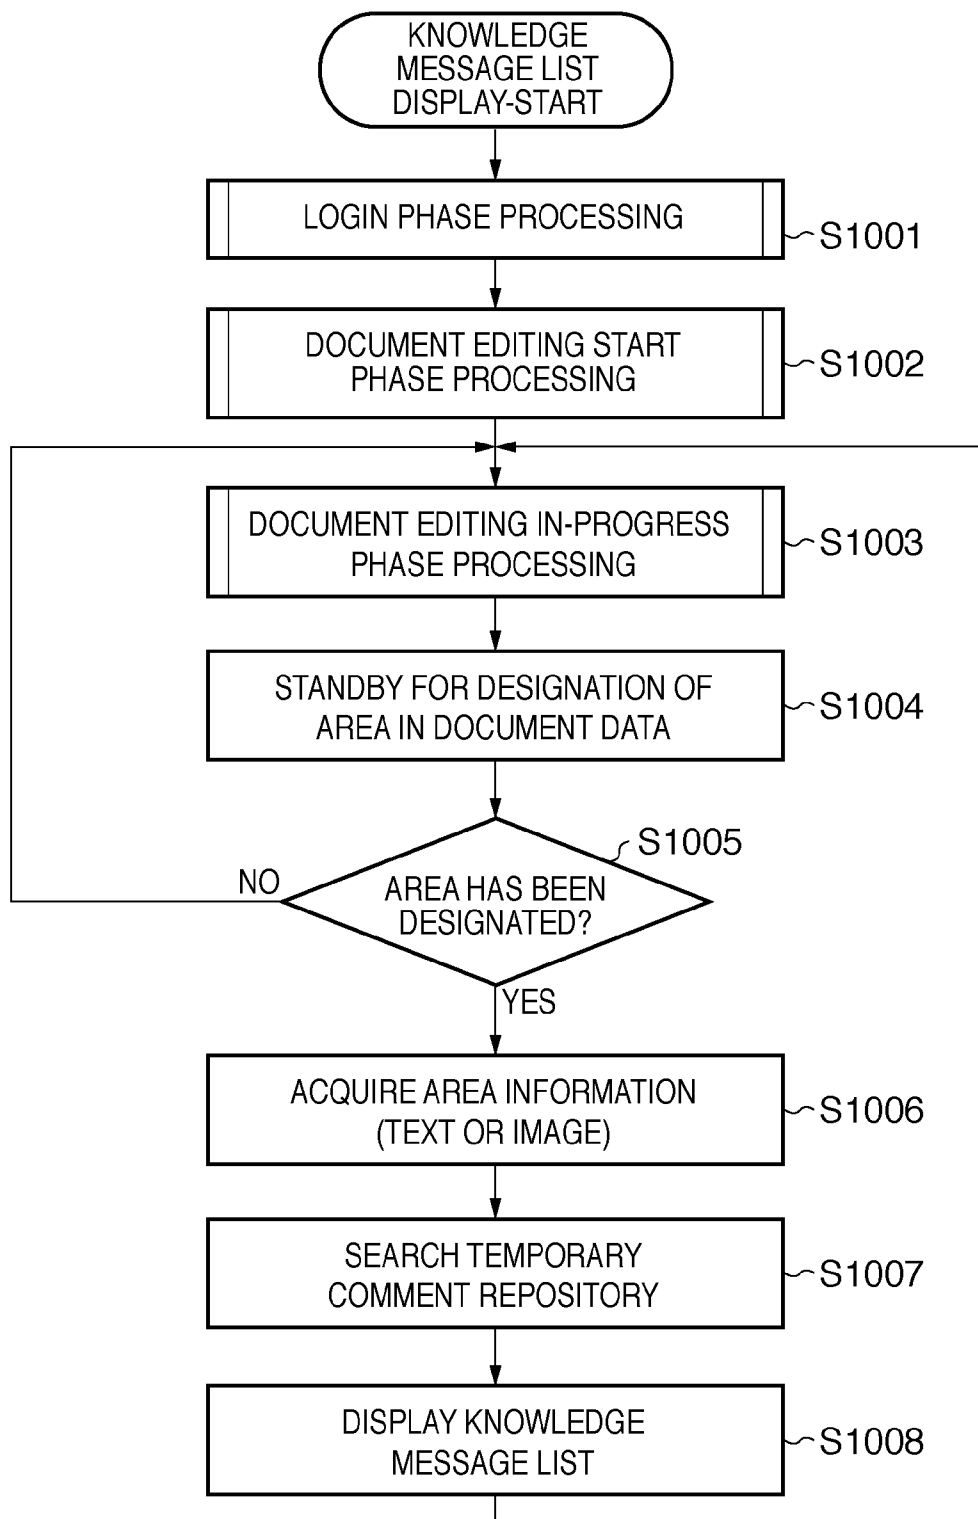 KNOWLEDGE
MESSAGE LIST
DISPLAY-START
LOGIN PHASE PROCESSING
S1001
DOCUMENT EDITING START
PHASE PROCESSING
S1002
DOCUMENT EDITING IN-PROGRESS
PHASE PROCESSING
S1003
STANDBY FOR DESIGNATION OF
AREA IN DOCUMENT DATA
S1004
S1005
NO
AREA HAS BEEN
DESIGNATED?
YES
ACQUIRE AREA INFORMATION
(TEXT OR IMAGE)
S1006
SEARCH TEMPORARY
COMMENT REPOSITORY
S1007
DISPLAY KNOWLEDGE
MESSAGE LIST
S1008